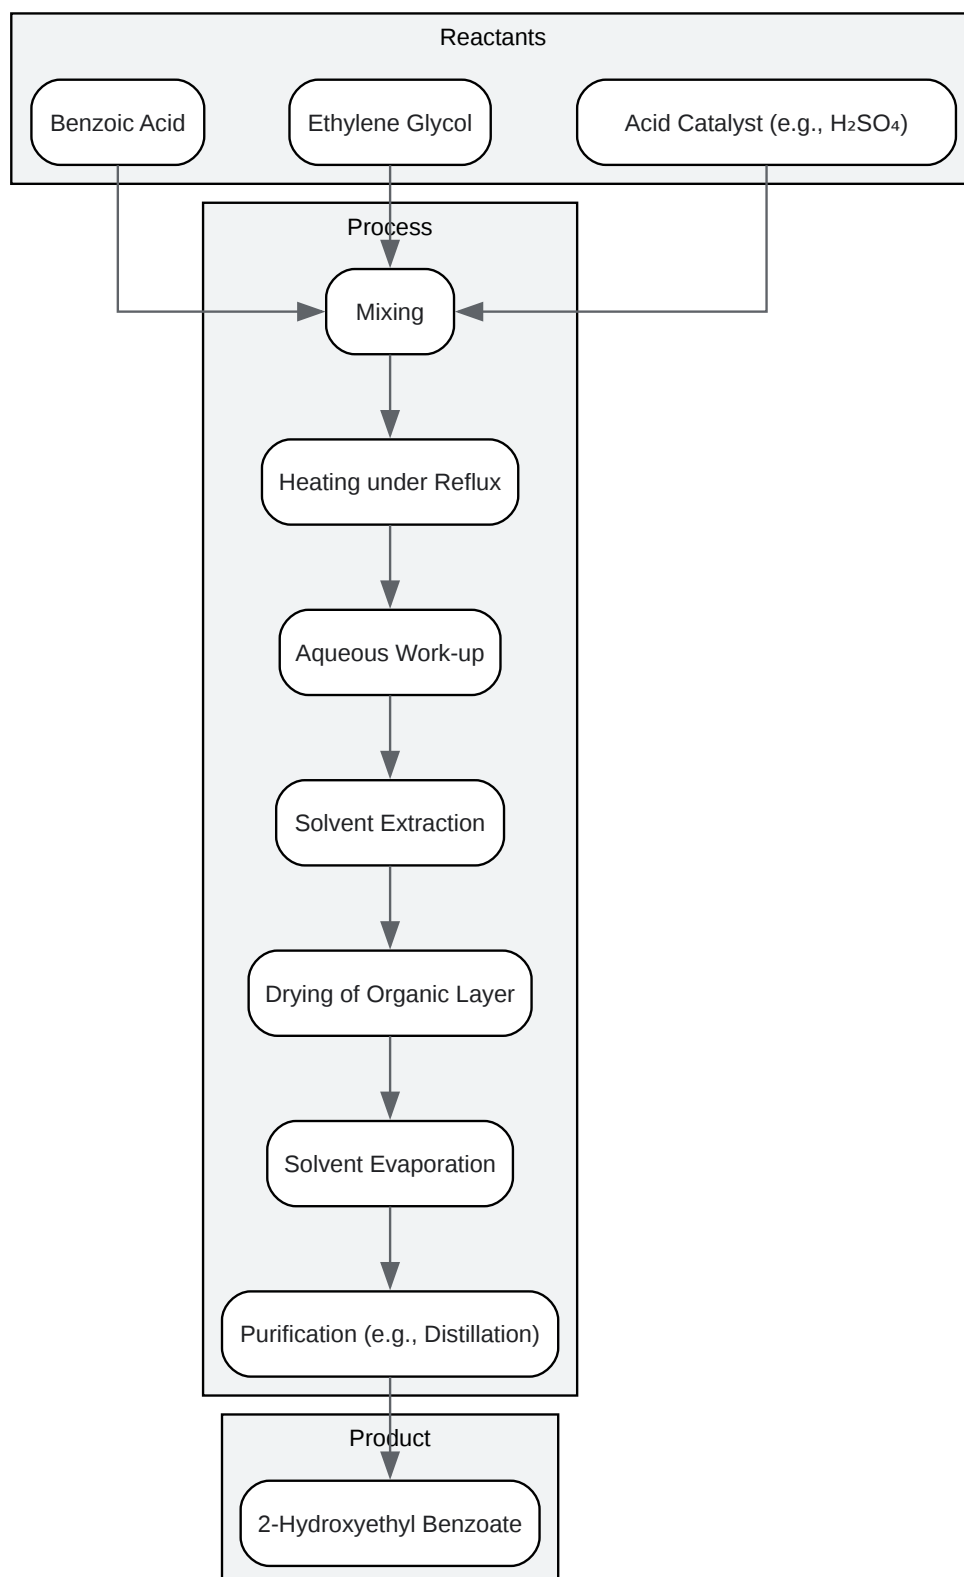 Reactants
Benzoic Acid
Ethylene Glycol
Acid Catalyst (e.g., H₂SO₄)
Process
Mixing
Heating under Reflux
Aqueous Work-up
Solvent Extraction
Drying of Organic Layer
Solvent Evaporation
Purification (e.g., Distillation)
Product
2-Hydroxyethyl Benzoate